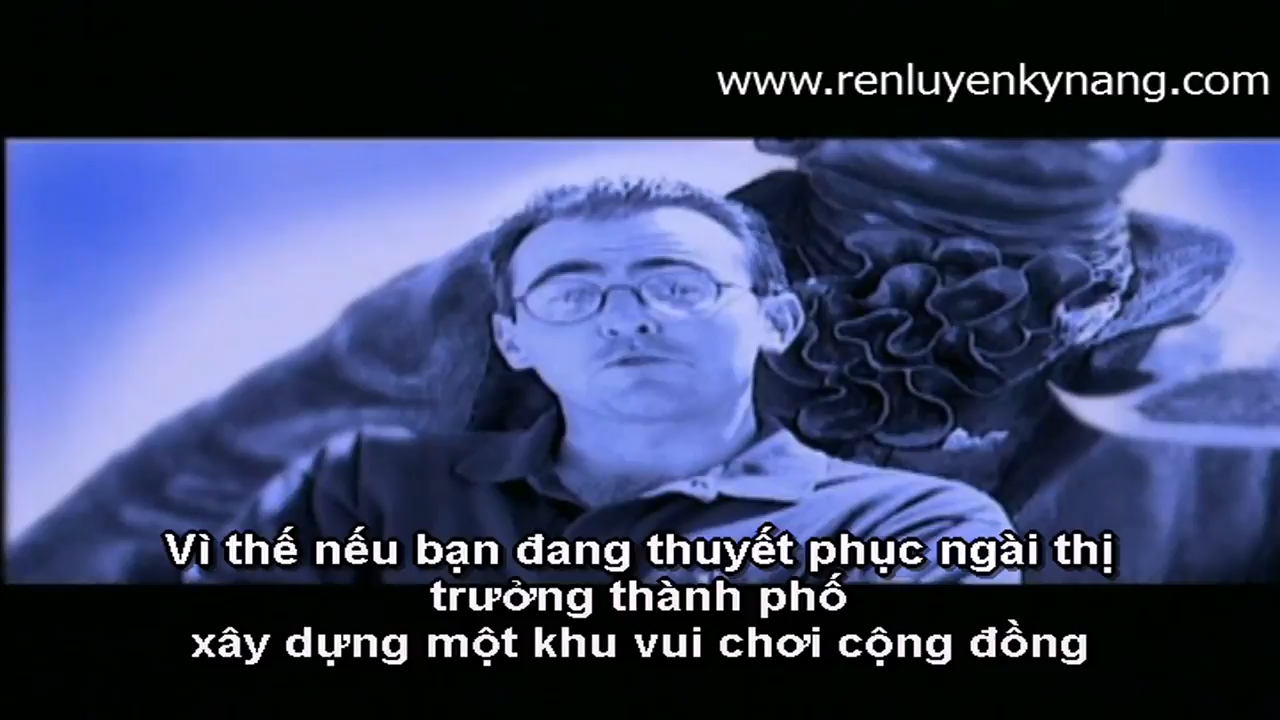 www.renluyenkynang.com
Vì thế nếu bạn đang thuyết phục ngài thị
trưởng thành phố
xây dựng một khu vui chơi cộng đồng